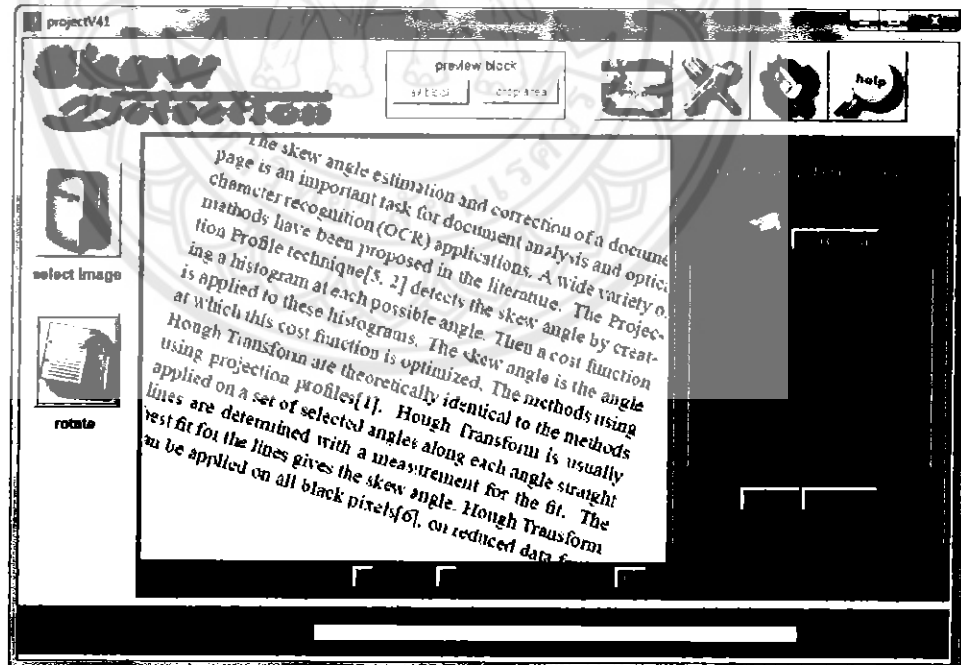 projectV41
Skew
Detection
preview block
all block
crop area
help
select image
rotate
The skew angle estimation and correction of a docume
page is an important task for document analysis and optica
character recognition (OCR) applications. A wide variety o
methods have been proposed in the literature. The Projec-
tion Profile technique[5, 2] detects the skew angle by creat-
ing a histogram at each possible angle. Then a cost function
is applied to these histograms. The skew angle is the angle
at which this cost function is optimized. The methods using
Hough Transform are theoretically identical to the methods
using projection profiles[1]. Hough Transform is usually
applied on a set of selected angles along each angle straight
lines are determined with a measurement for the fit. The
best fit for the lines gives the skew angle. Hough Transform
an be applied on all black pixels[6], on reduced data